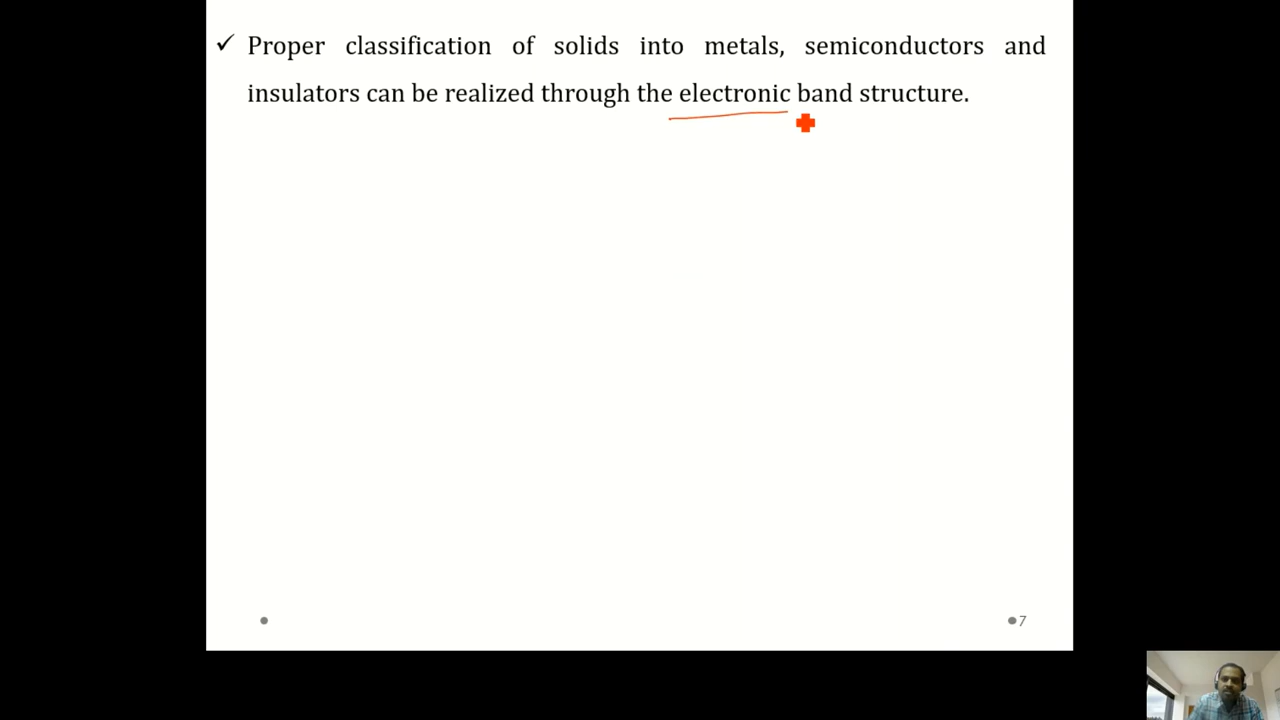 ✓ Proper classification of solids into metals, semiconductors and
insulators can be realized through the electronic band structure.
7